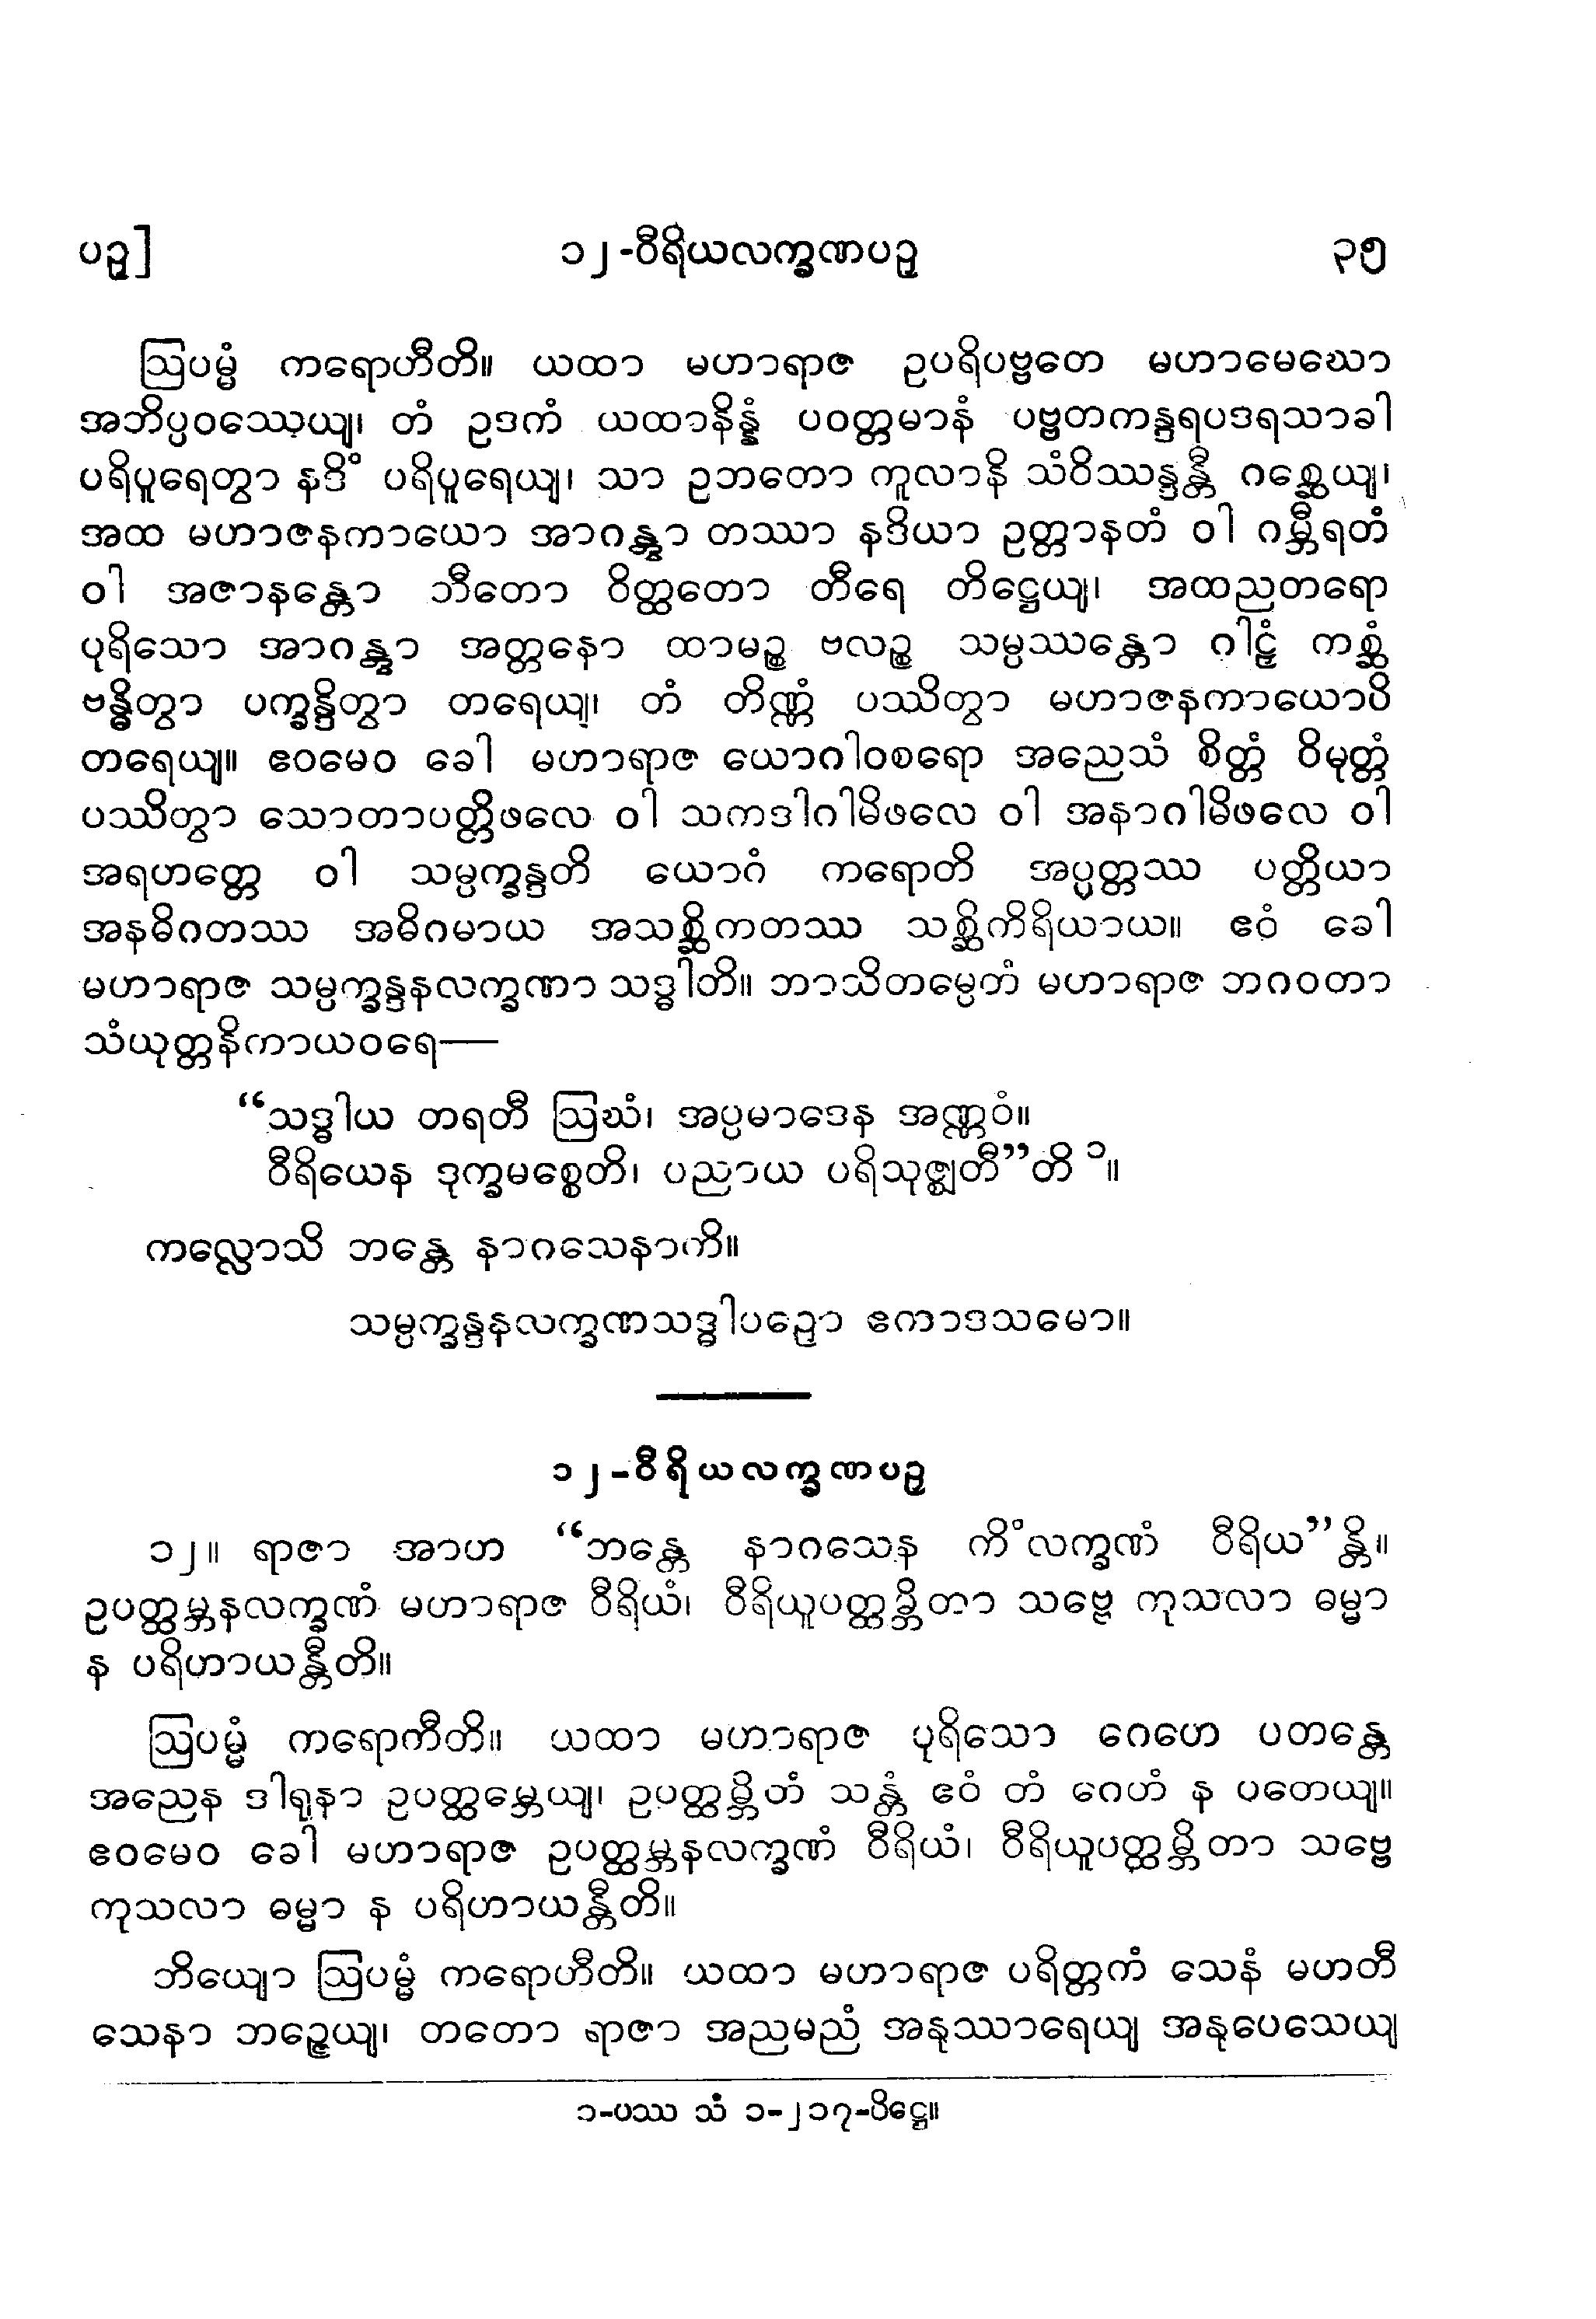 ပဉှ]
၁၂-ဝီရိယလက္ခဏပဉှ
၃၅
ဩပမ္မံ ကရောဟီတိ။ ယထာ မဟာရာဇ ဥပရိပဗ္ဗတေ မဟာမေဃော
အဘိပ္ပဝဿေယျ၊ တံ ဥဒကံ ယထာနိန္နံ ပဝတ္တမာနံ ပဗ္ဗတကန္ဒရပဒရသာခါ
ပရိပူရေတွာ နဒိံ ပရိပူရေယျ၊ သာ ဥဘတော ကူလာနိ သံဝိဿန္ဒန္တီ ဂစ္ဆေယျ၊
အထ မဟာဇနကာယော အာဂန္တွာ တဿာ နဒိယာ ဥတ္တာနတံ ဝါ ဂမ္ဘီရတံ
ဝါ အဇာနန္တော ဘီတော ဝိတ္ထတော တီရေ တိဋ္ဌေယျ၊ အထညတရော
ပုရိသော အာဂန္တွာ အတ္တနော ထာမဉ္စ ဗလဉ္စ သမ္ပဿန္တော ဂါဠှံ ကစ္ဆံ
ဗန္ဓိတွာ ပက္ခန္ဒိတွာ တရေယျ၊ တံ တိဏ္ဏံ ပဿိတွာ မဟာဇနကာယောပိ
တရေယျ။ ဧဝမေဝ ခေါ မဟာရာဇ ယောဂါဝစရော အညေသံ စိတ္တံ ဝိမုတ္တံ
ပဿိတွာ သောတာပတ္တိဖလေ ဝါ သကဒါဂါမိဖလေ ဝါ အနာဂါမိဖလေ ဝါ
အရဟတ္တေ ဝါ သမ္ပက္ခန္ဒတိ ယောဂံ ကရောတိ အပ္ပတ္တဿ ပတ္တိယာ
အနဓိဂတဿ အဓိဂမာယ အသစ္ဆိကတဿ သစ္ဆိကိရိယာယ။ ဧဝံ ခေါ
မဟာရာဇ သမ္ပက္ခန္ဒနလက္ခဏာ သဒ္ဓါတိ။ ဘာသိတမ္ပေတံ မဟာရာဇ ဘဂဝတာ
သံယုတ္တနိကာယဝရေ—
“သဒ္ဓါယ တရတီ ဩဃံ၊ အပ္ပမာဒေန အဏ္ဏဝံ။
ဝီရိယေန ဒုက္ခမစ္စေတိ၊ ပညာယ ပရိသုဇ္ဈတီ”တိ ၁။
ကလ္လောသိ ဘန္တေ နာဂသေနာတိ။
သမ္ပက္ခန္ဒနလက္ခဏသဒ္ဓါပဉှော ဧကာဒသမော။
၁၂-ဝီရိယလက္ခဏပဉှ
၁၂။ ရာဇာ အာဟ “ဘန္တေ နာဂသေန ကိံလက္ခဏံ ဝီရိယ”န္တိ။
ဥပတ္ထမ္ဘနလက္ခဏံ မဟာရာဇ ဝီရိယံ၊ ဝီရိယူပတ္ထမ္ဘိတာ သဗ္ဗေ ကုသလာ ဓမ္မာ
န ပရိဟာယန္တီတိ။
ဩပမ္မံ ကရောဟီတိ။ ယထာ မဟာရာဇ ပုရိသော ဂေဟေ ပတန္တေ
အညေန ဒါရုနာ ဥပတ္ထမ္ဘေယျ၊ ဥပတ္ထမ္ဘိတံ သန္တံ ဧဝံ တံ ဂေဟံ န ပတေယျ။
ဧဝမေဝ ခေါ မဟာရာဇ ဥပတ္ထမ္ဘနလက္ခဏံ ဝီရိယံ၊ ဝီရိယူပတ္ထမ္ဘိတာ သဗ္ဗေ
ကုသလာ ဓမ္မာ န ပရိဟာယန္တီတိ။
ဘိယျော ဩပမ္မံ ကရောဟီတိ။ ယထာ မဟာရာဇ ပရိတ္တကံ သေနံ မဟတီ
သေနာ ဘဉ္ဇေယျ၊ တတော ရာဇာ အညမညံ အနုဿာရေယျ အနုပေသေယျ
၁-ပဿ သံ ၁-၂၁၇-ပိဋ္ဌေ။